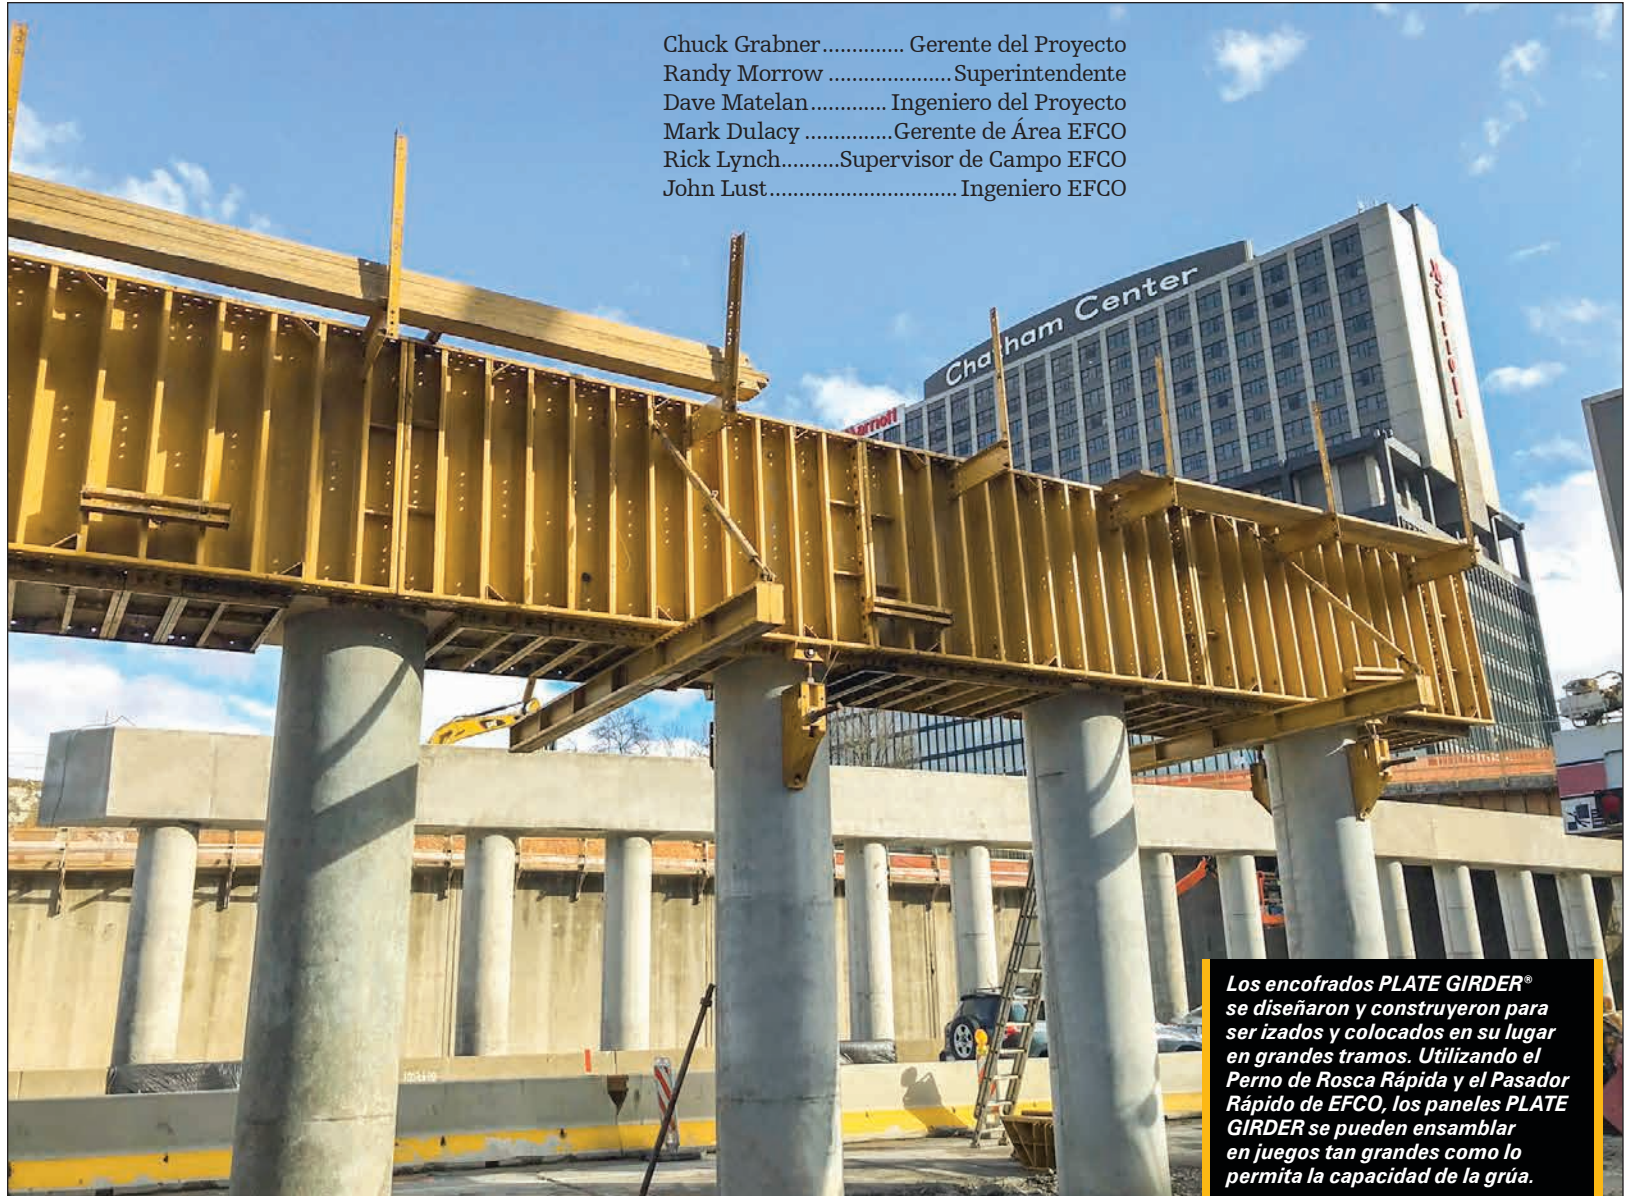 Chuck Grabner.............. Gerente del Proyecto
Randy Morrow ..................... Superintendente
Dave Matelan............. Ingeniero del Proyecto
Mark Dulacy ...............Gerente de Área EFCO
Rick Lynch..........Supervisor de Campo EFCO
John Lust................................ Ingeniero EFCO
Chatham Center
Marriott
Marriott
Los encofrados PLATE GIRDER®
se diseñaron y construyeron para
ser izados y colocados en su lugar
en grandes tramos. Utilizando el
Perno de Rosca Rápida y el Pasador
Rápido de EFCO, los paneles PLATE
GIRDER se pueden ensamblar
en juegos tan grandes como lo
permita la capacidad de la grúa.